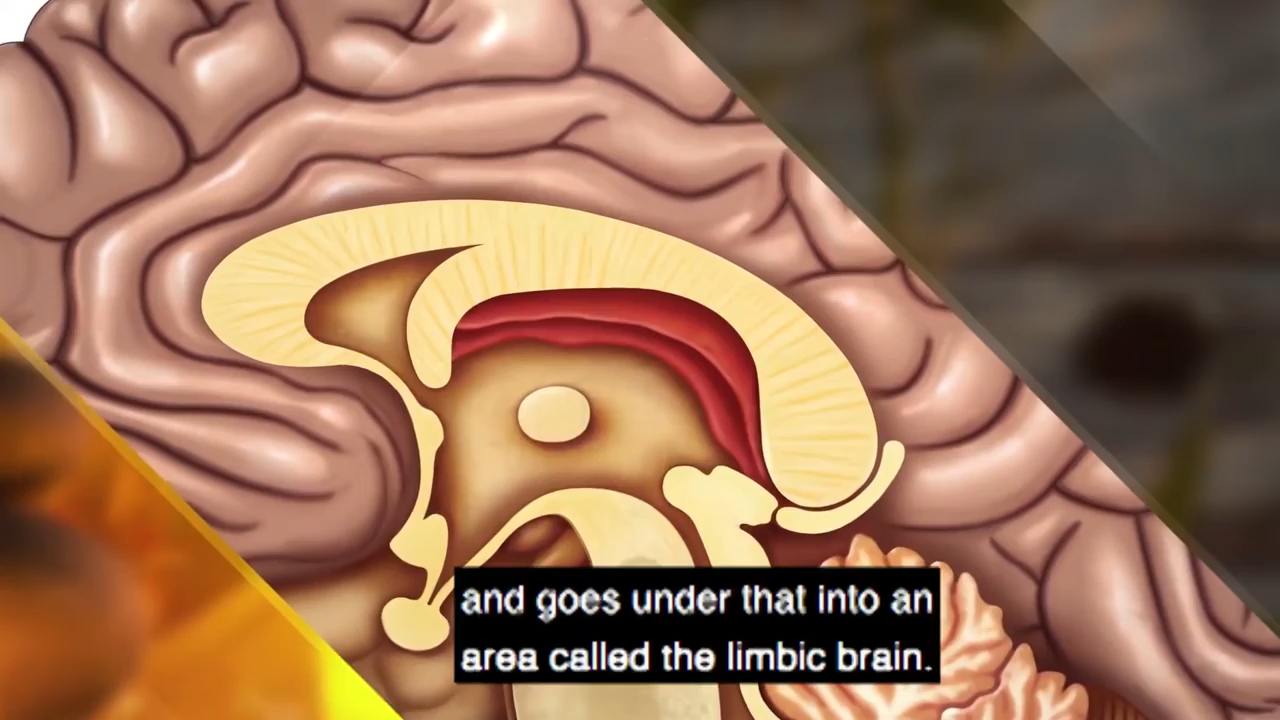 and goes under that into an
area called the limbic brain.